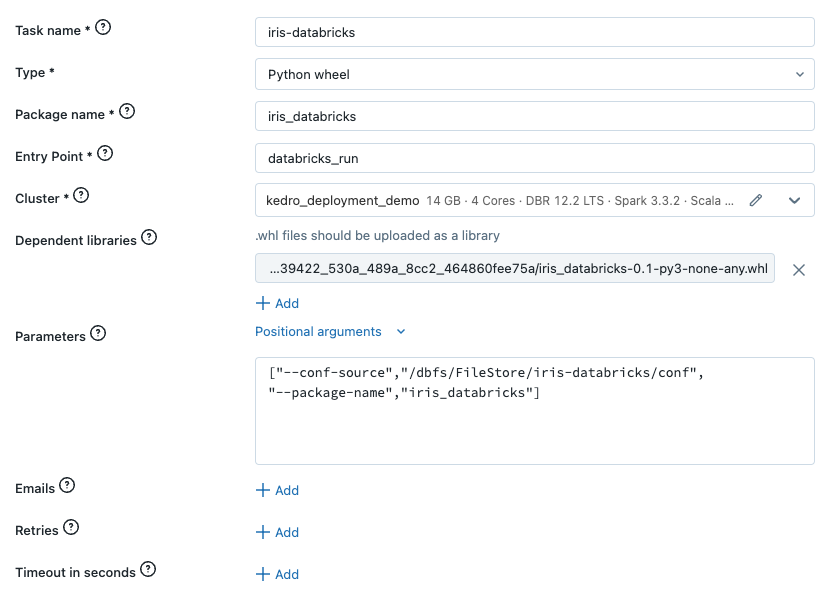 Task name * ?
iris-databricks
Type *
Python wheel
Package name * ?
iris_databricks
Entry Point * ?
databricks_run
Cluster * ?
kedro_deployment_demo 14 GB · 4 Cores · DBR 12.2 LTS · Spark 3.3.2 · Scala ...
Dependent libraries ?
.whl files should be uploaded as a library
...39422_530a_489a_8cc2_464860fee75a/iris_databricks-0.1-py3-none-any.whl
+ Add
Parameters ?
Positional arguments
["--conf-source","/dbfs/FileStore/iris-databricks/conf",
"--package-name","iris_databricks"]
Emails ?
+ Add
Retries ?
+ Add
Timeout in seconds ?
+ Add